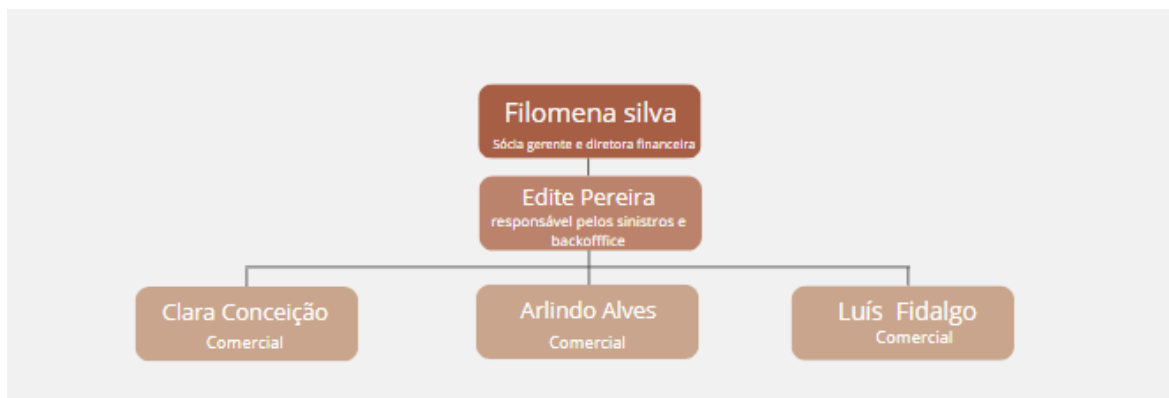 Filomena silva
Sócia gerente e diretora financeira
Edite Pereira
responsável pelos sinistros e
backofffice
Clara Conceição
Comercial
Arlindo Alves
Comercial
Luís Fidalgo
Comercial